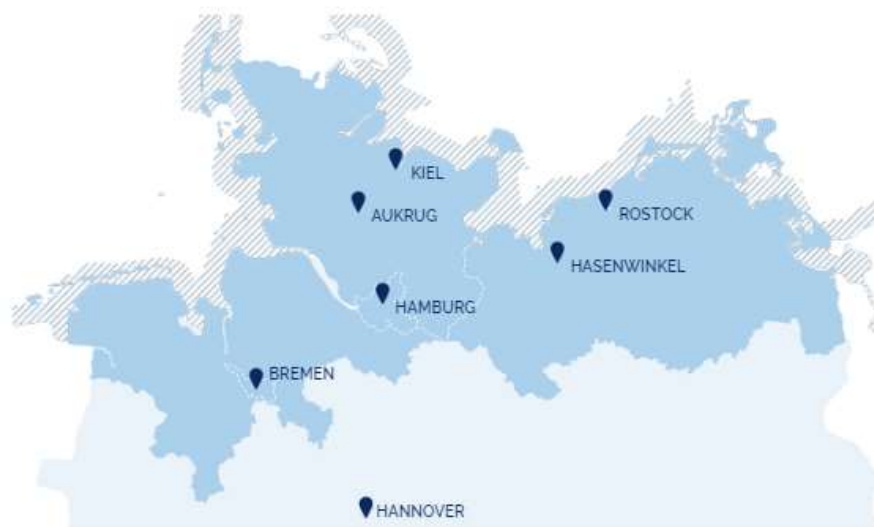 KIEL
AUKRUG
ROSTOCK
HASENWINKEL
HAMBURG
BREMEN
HANNOVER